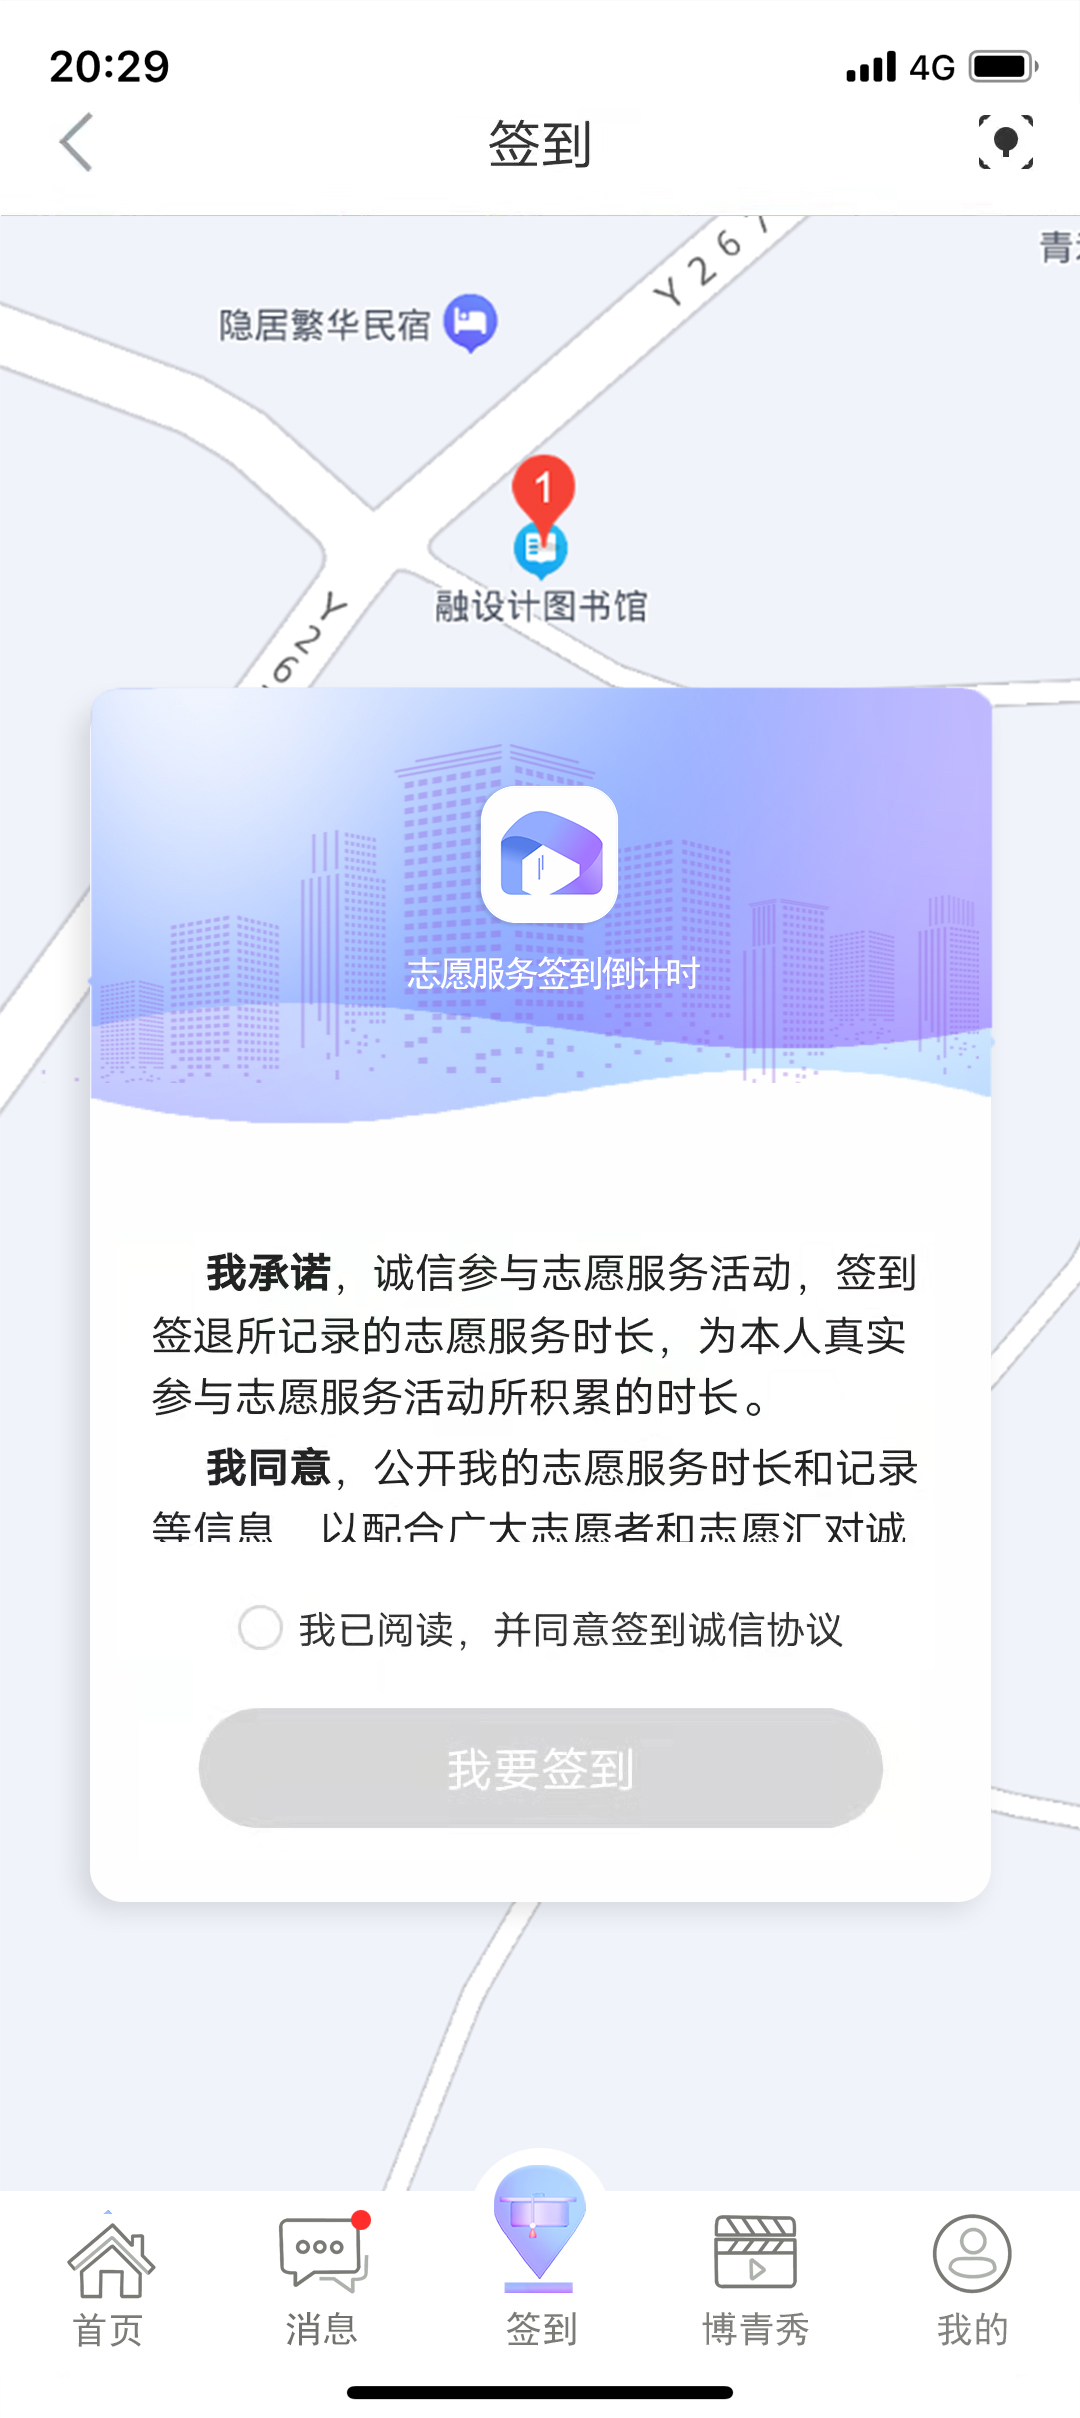 20:29
4G
签到
Y267
青
隐居繁华民宿
1
融设计图书馆
Y26
志愿服务签到倒计时
我承诺，诚信参与志愿服务活动，签到
签退所记录的志愿服务时长，为本人真实
参与志愿服务活动所积累的时长。
我同意，公开我的志愿服务时长和记录
等信息　以配合广大志愿者和志愿汇对诚
我已阅读，并同意签到诚信协议
我要签到
首页
消息
签到
博青秀
我的